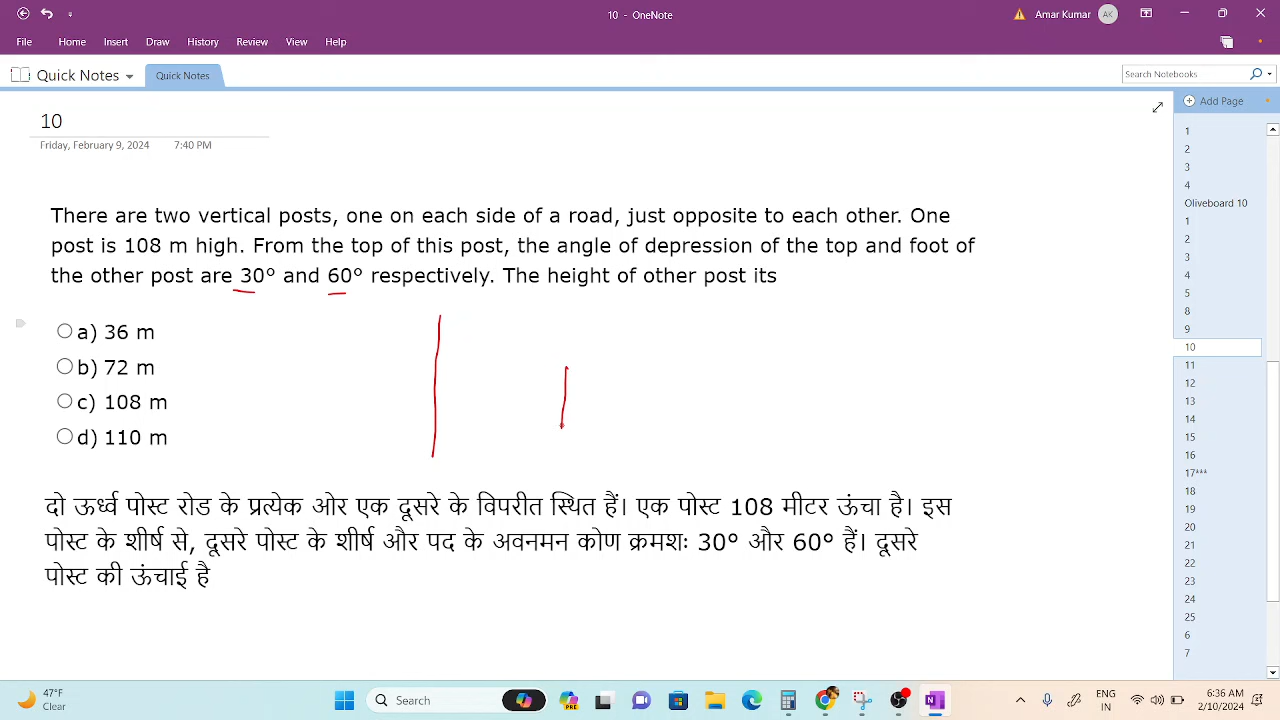 10 - OneNote
Amar Kumar AK
File Home Insert Draw History Review View Help
Quick Notes
Quick Notes
Search Notebooks
10
Friday, February 9, 2024 7:40 PM
There are two vertical posts, one on each side of a road, just opposite to each other. One
post is 108 m high. From the top of this post, the angle of depression of the top and foot of
the other post are 30° and 60° respectively. The height of other post its
a) 36 m
b) 72 m
c) 108 m
d) 110 m
दो ऊर्ध्व पोस्ट रोड के प्रत्येक ओर एक दूसरे के विपरीत स्थित हैं। एक पोस्ट 108 मीटर ऊंचा है। इस
पोस्ट के शीर्ष से, दूसरे पोस्ट के शीर्ष और पद के अवनमन कोण क्रमशः 30° और 60° हैं। दूसरे
पोस्ट की ऊंचाई है
Add Page
1
2
3
4
Oliveboard 10
1
2
3
4
5
8
9
10
11
12
13
14
15
16
17***
18
19
20
21
22
23
24
25
6
7
47°F
Clear
Search
PRE
ENG
IN
6:36 AM
2/10/2024